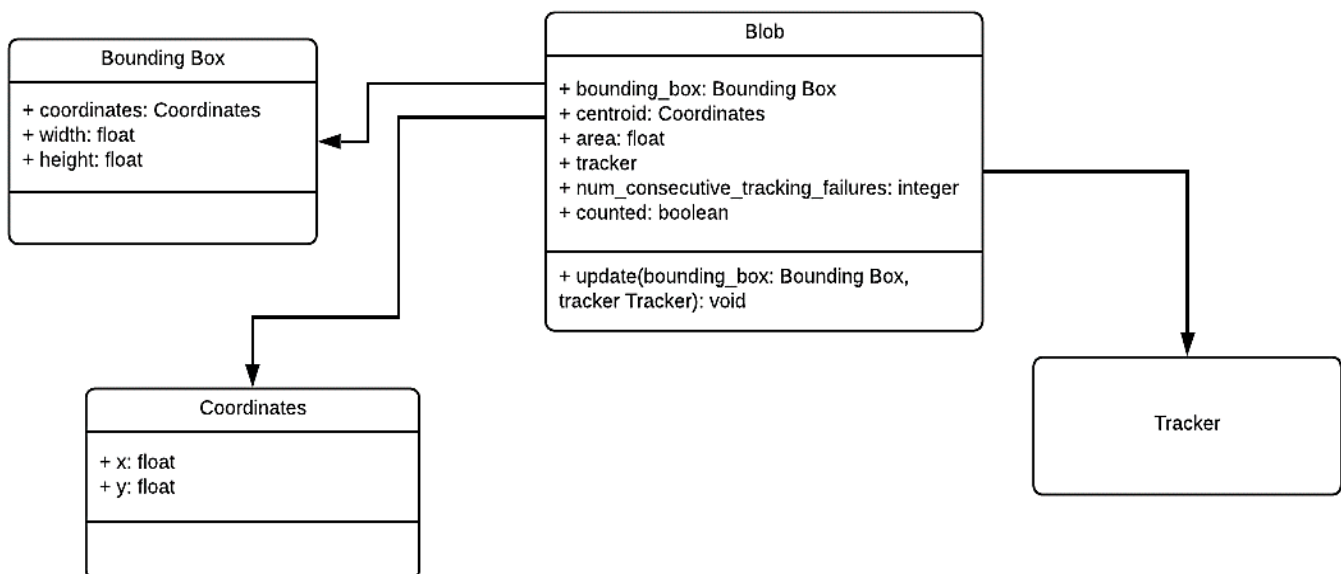 Bounding Box
+ coordinates: Coordinates
+ width: float
+ height: float
Blob
+ bounding_box: Bounding Box
+ centroid: Coordinates
+ area: float
+ tracker
+ num_consecutive_tracking_failures: integer
+ counted: boolean
+ update(bounding_box: Bounding Box,
tracker Tracker): void
Coordinates
+ x: float
+ y: float
Tracker